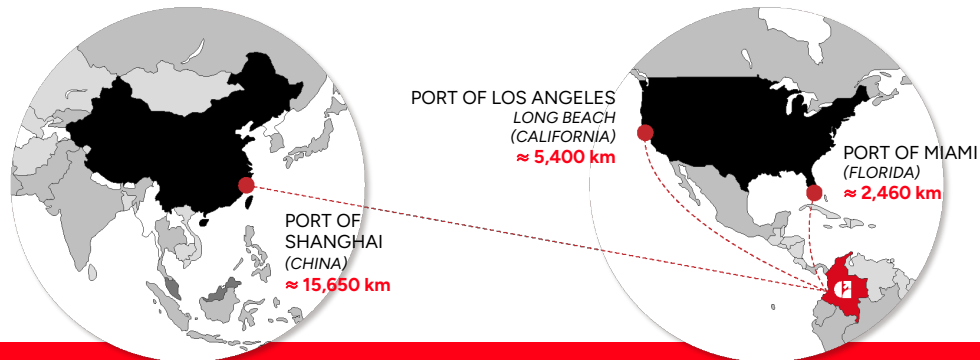 PORT OF LOS ANGELES
LONG BEACH
(CALIFORNIA)
≈ 5,400 km
PORT OF MIAMI
(FLORIDA)
≈ 2,460 km
PORT OF
SHANGHAI
(CHINA)
≈ 15,650 km